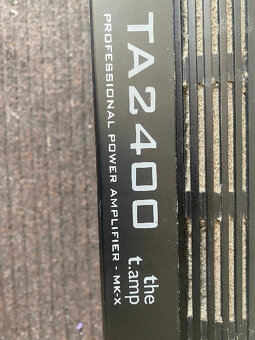 TA2400
PROFESSIONAL POWER AMPLIFIER - MK-X
the
t.amp